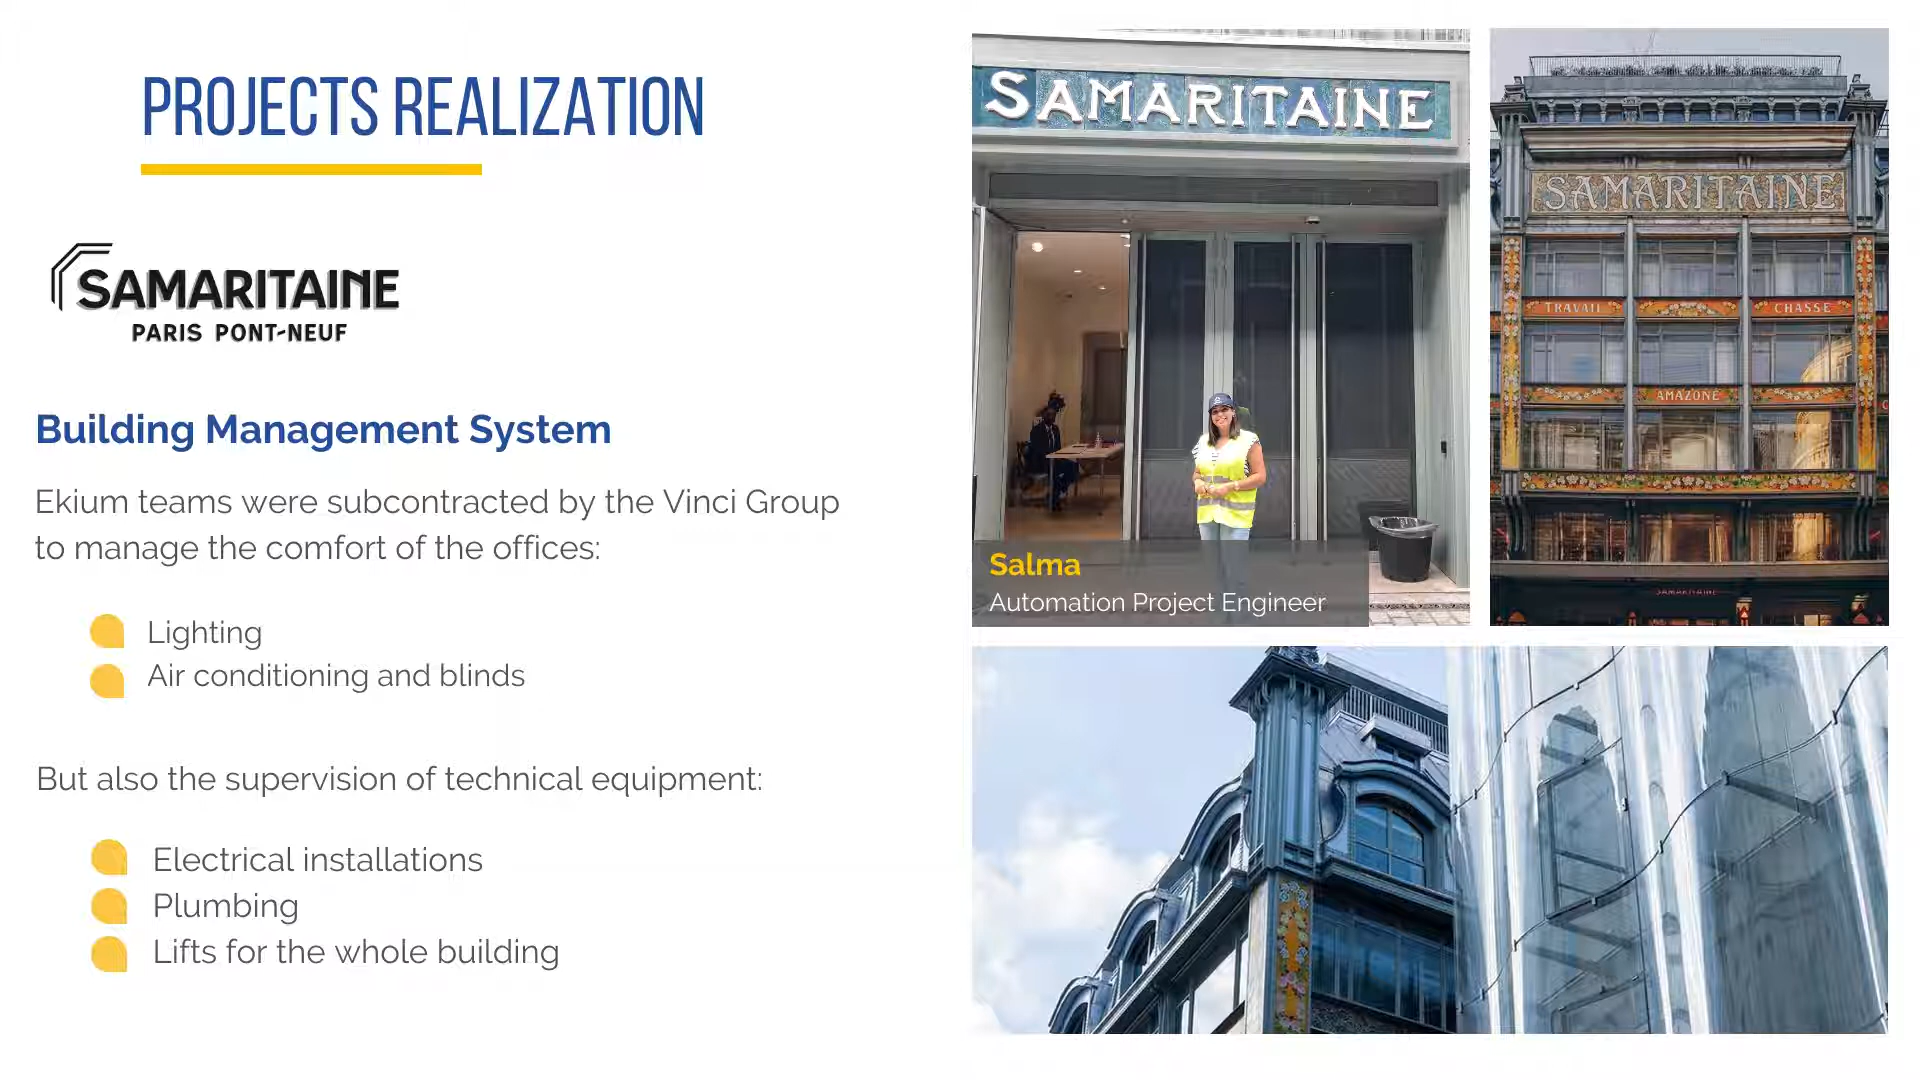 PROJECTS REALIZATION
SAMARITAINE
PARIS PONT-NEUF
Building Management System
Ekium teams were subcontracted by the Vinci Group
to manage the comfort of the offices:
Lighting
Air conditioning and blinds
But also the supervision of technical equipment:
Electrical installations
Plumbing
Lifts for the whole building
SAMARITAINE
Salma
Automation Project Engineer
SAMARITAINE
TRAVAIL
CHASSE
AMAZONE
SAMARITAINE